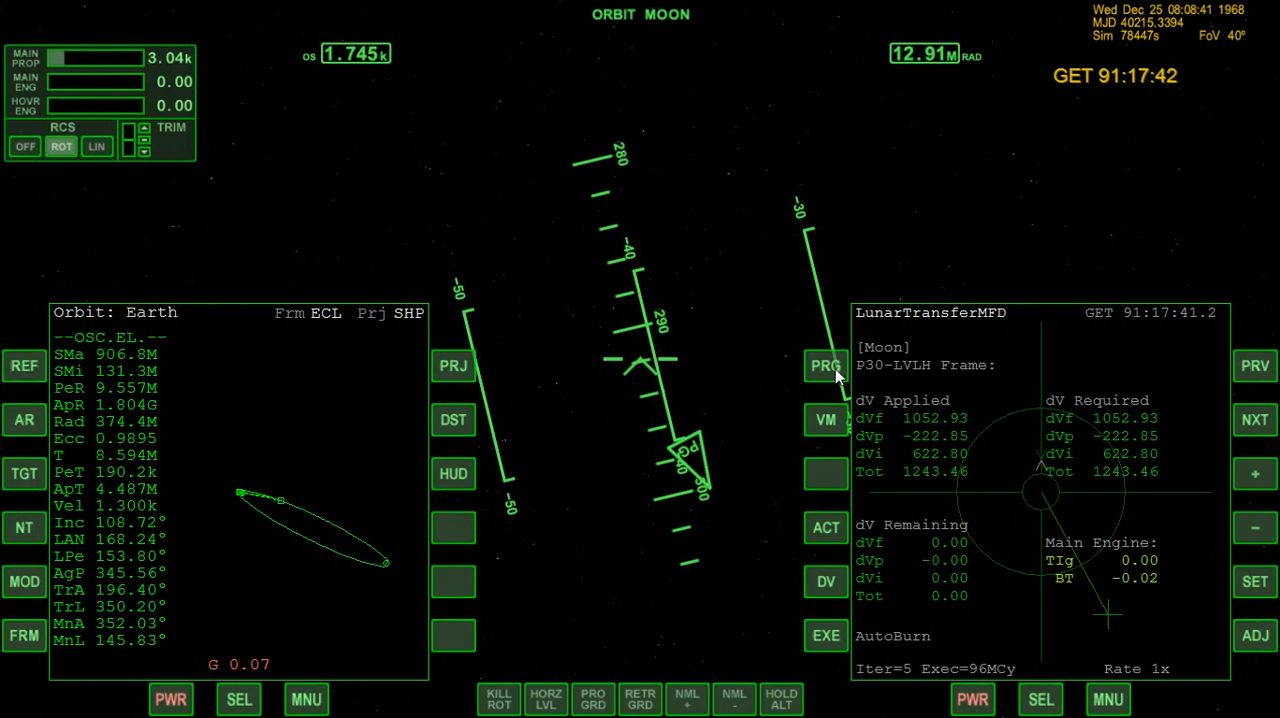 ORBIT MOON
Wed Dec 25 08:08:41 1968
MJD 40215.3394
Sim 78447s FoV 40°
GET 91:17:42
MAIN PROP 3.04k
MAIN ENG 0.00
HOVR ENG 0.00
RCS TRIM
OFF ROT LIN
OS 1.745k
12.91M RAD
280
-30
-40
-50
290
-50
300
Orbit: Earth Frm ECL Prj SHP
--OSC.EL.--
SMa 906.8M
SMi 131.3M
PeR 9.557M
ApR 1.804G
Rad 374.4M
Ecc 0.9895
T 8.594M
PeT 190.2k
ApT 4.487M
Vel 1.300k
Inc 108.72°
LAN 168.24°
LPe 153.80°
AgP 345.56°
TrA 196.40°
TrL 350.20°
MnA 352.03°
MnL 145.83°
G 0.07
REF
AR
TGT
NT
MOD
FRM
PRJ
DST
HUD
PWR SEL MNU
KILL ROT
HORZ LVL
PRO GRD
RETR GRD
NML +
NML -
HOLD ALT
LunarTransferMFD GET 91:17:41.2
[Moon]
P30-LVLH Frame:
dV Applied dV Required
dVf 1052.93 dVf 1052.93
dVp -222.85 dVp -222.85
dVi 622.80 dVi 622.80
Tot 1243.46 Tot 1243.46
dV Remaining
dVf 0.00 Main Engine:
dVp -0.00 TIg 0.00
dVi 0.00 BT -0.02
Tot 0.00
AutoBurn
Iter=5 Exec=96MCy Rate 1x
PRG
VM
ACT
DV
EXE
PRV
NXT
+
-
SET
ADJ
PWR SEL MNU